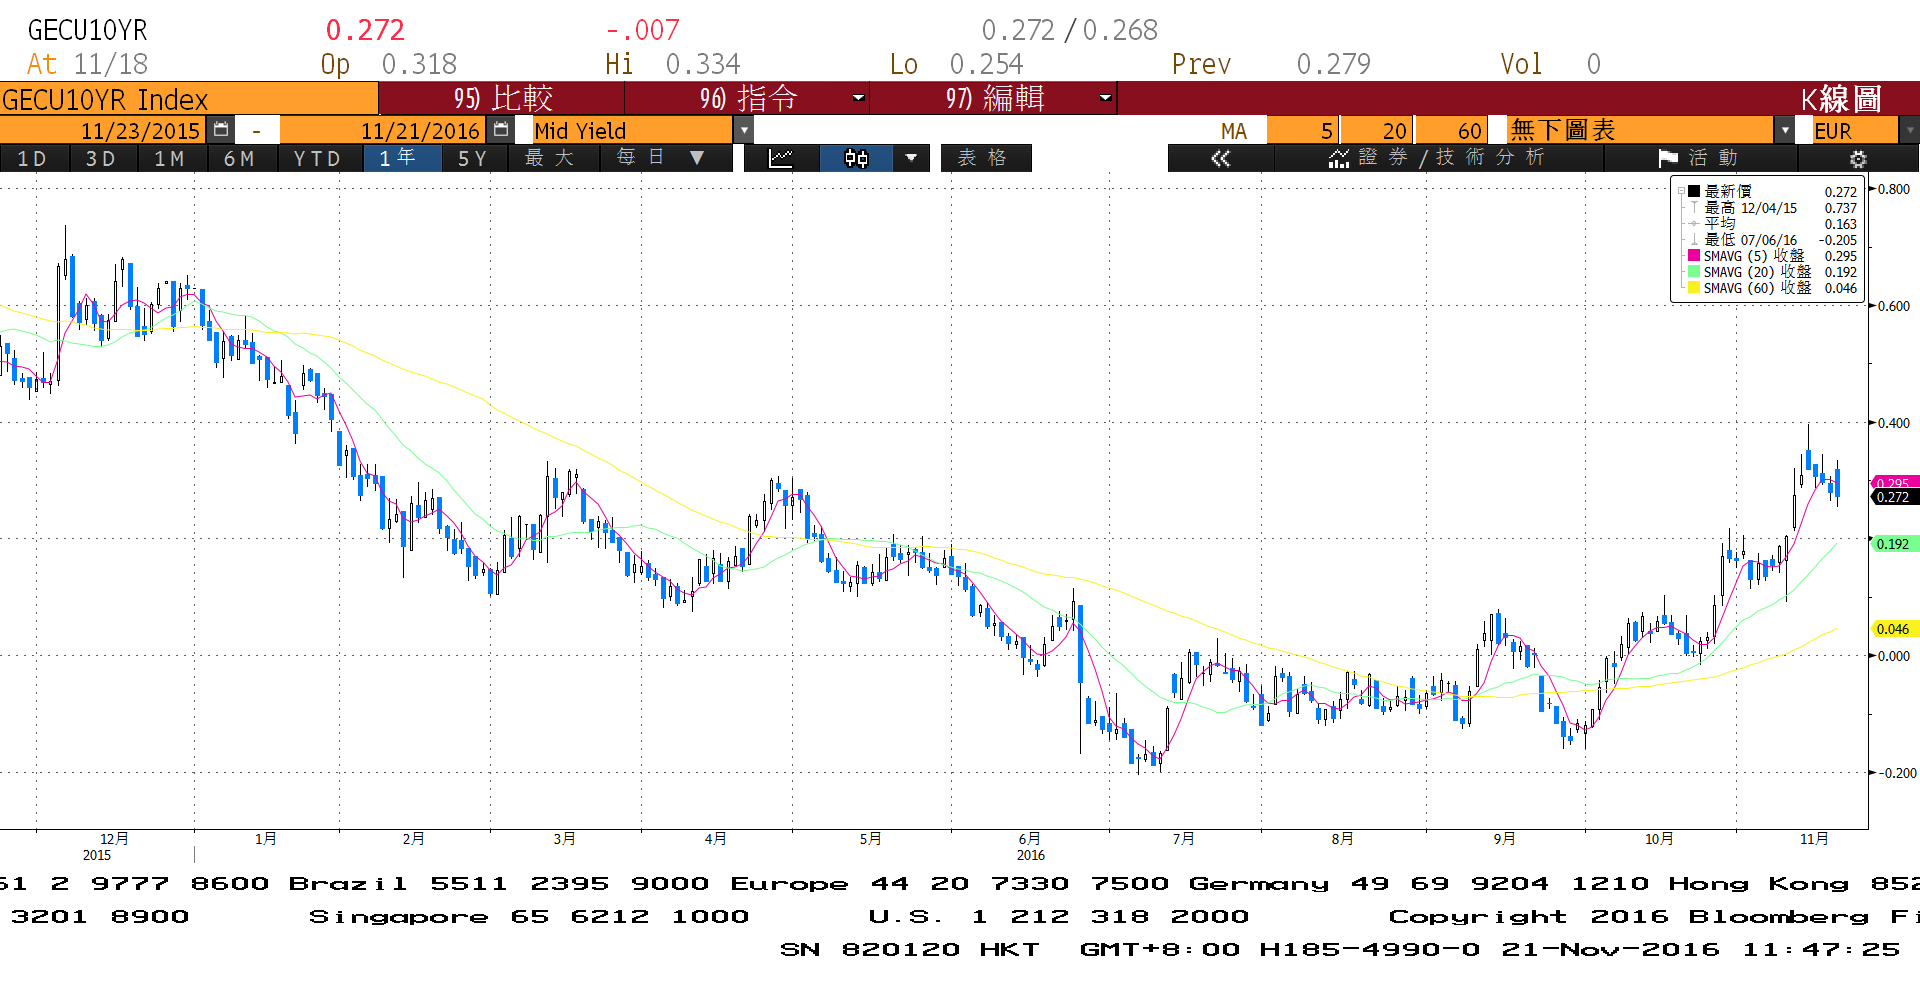 GECU10YR 0.272 -.007 0.272 / 0.268
At 11/18 Op 0.318 Hi 0.334 Lo 0.254 Prev 0.279 Vol 0
GECU10YR Index 95) 比較 96) 指令 97) 編輯 K線圖
11/23/2015 - 11/21/2016 Mid Yield MA 5 20 60 無下圖表 EUR
1D 3D 1M 6M YTD 1年 5Y 最大 每日 ▼ 表格 « 證券/技術分析 活動
最新價 0.272
最高 12/04/15 0.737
平均 0.163
最低 07/06/16 -0.205
SMAVG (5) 收盤 0.295
SMAVG (20) 收盤 0.192
SMAVG (60) 收盤 0.046
0.800
0.600
0.400
0.295
0.272
0.192
0.046
0.000
-0.200
12月 1月 2月 3月 4月 5月 6月 7月 8月 9月 10月 11月
2015 2016
61 2 9777 8600 Brazil 5511 2395 9000 Europe 44 20 7330 7500 Germany 49 69 9204 1210 Hong Kong 852
3201 8900 Singapore 65 6212 1000 U.S. 1 212 318 2000 Copyright 2016 Bloomberg Fi
SN 820120 HKT GMT+8:00 H185-4990-0 21-Nov-2016 11:47:25